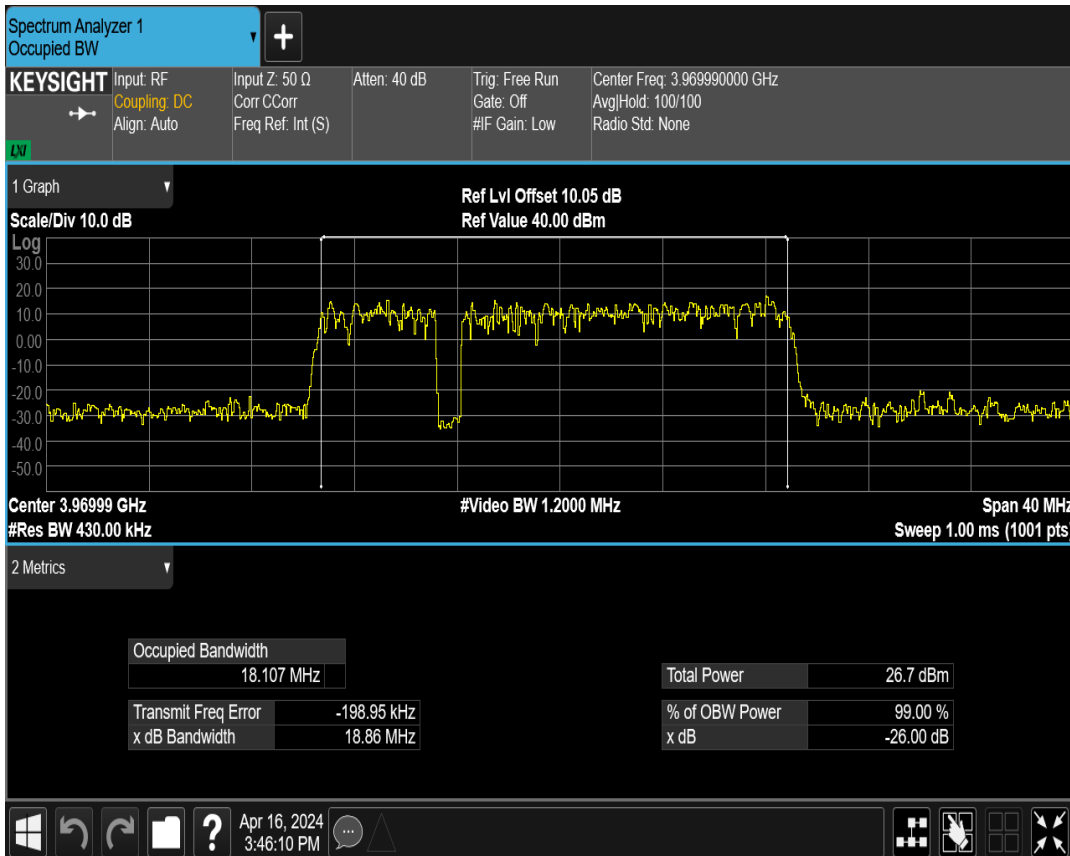 Spectrum Analyzer 1
Occupied BW
+
KEYSIGHT
LXI
Input: RF
Coupling: DC
Align: Auto
Input Z: 50 Ω
Corr CCorr
Freq Ref: Int (S)
Atten: 40 dB
Trig: Free Run
Gate: Off
#IF Gain: Low
Center Freq: 3.969990000 GHz
Avg|Hold: 100/100
Radio Std: None
1 Graph
Scale/Div 10.0 dB
Ref Lvl Offset 10.05 dB
Ref Value 40.00 dBm
Log
30.0
20.0
10.0
0.00
-10.0
-20.0
-30.0
-40.0
-50.0
Center 3.96999 GHz
#Video BW 1.2000 MHz
Span 40 MHz
#Res BW 430.00 kHz
Sweep 1.00 ms (1001 pts)
2 Metrics
Occupied Bandwidth
18.107 MHz
Transmit Freq Error -198.95 kHz
x dB Bandwidth 18.86 MHz
Total Power 26.7 dBm
% of OBW Power 99.00 %
x dB -26.00 dB
?
Apr 16, 2024
3:46:10 PM